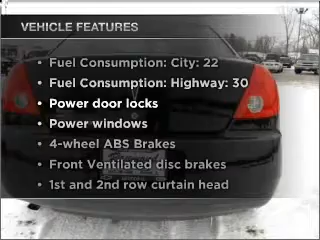 VEHICLE FEATURES
• Fuel Consumption: City: 22
• Fuel Consumption: Highway: 30
• Power door locks
• Power windows
• 4-wheel ABS Brakes
• Front Ventilated disc brakes
• 1st and 2nd row curtain head